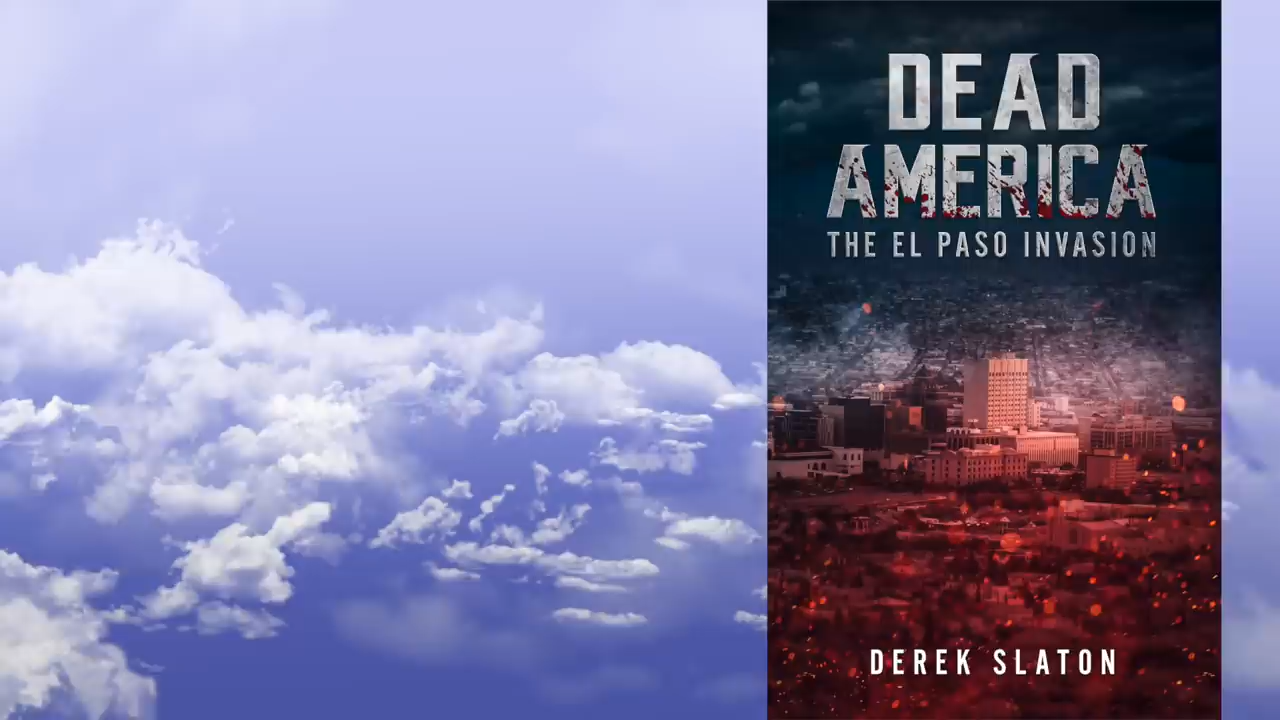 DEAD
AMERICA
THE EL PASO INVASION
DEREK SLATON